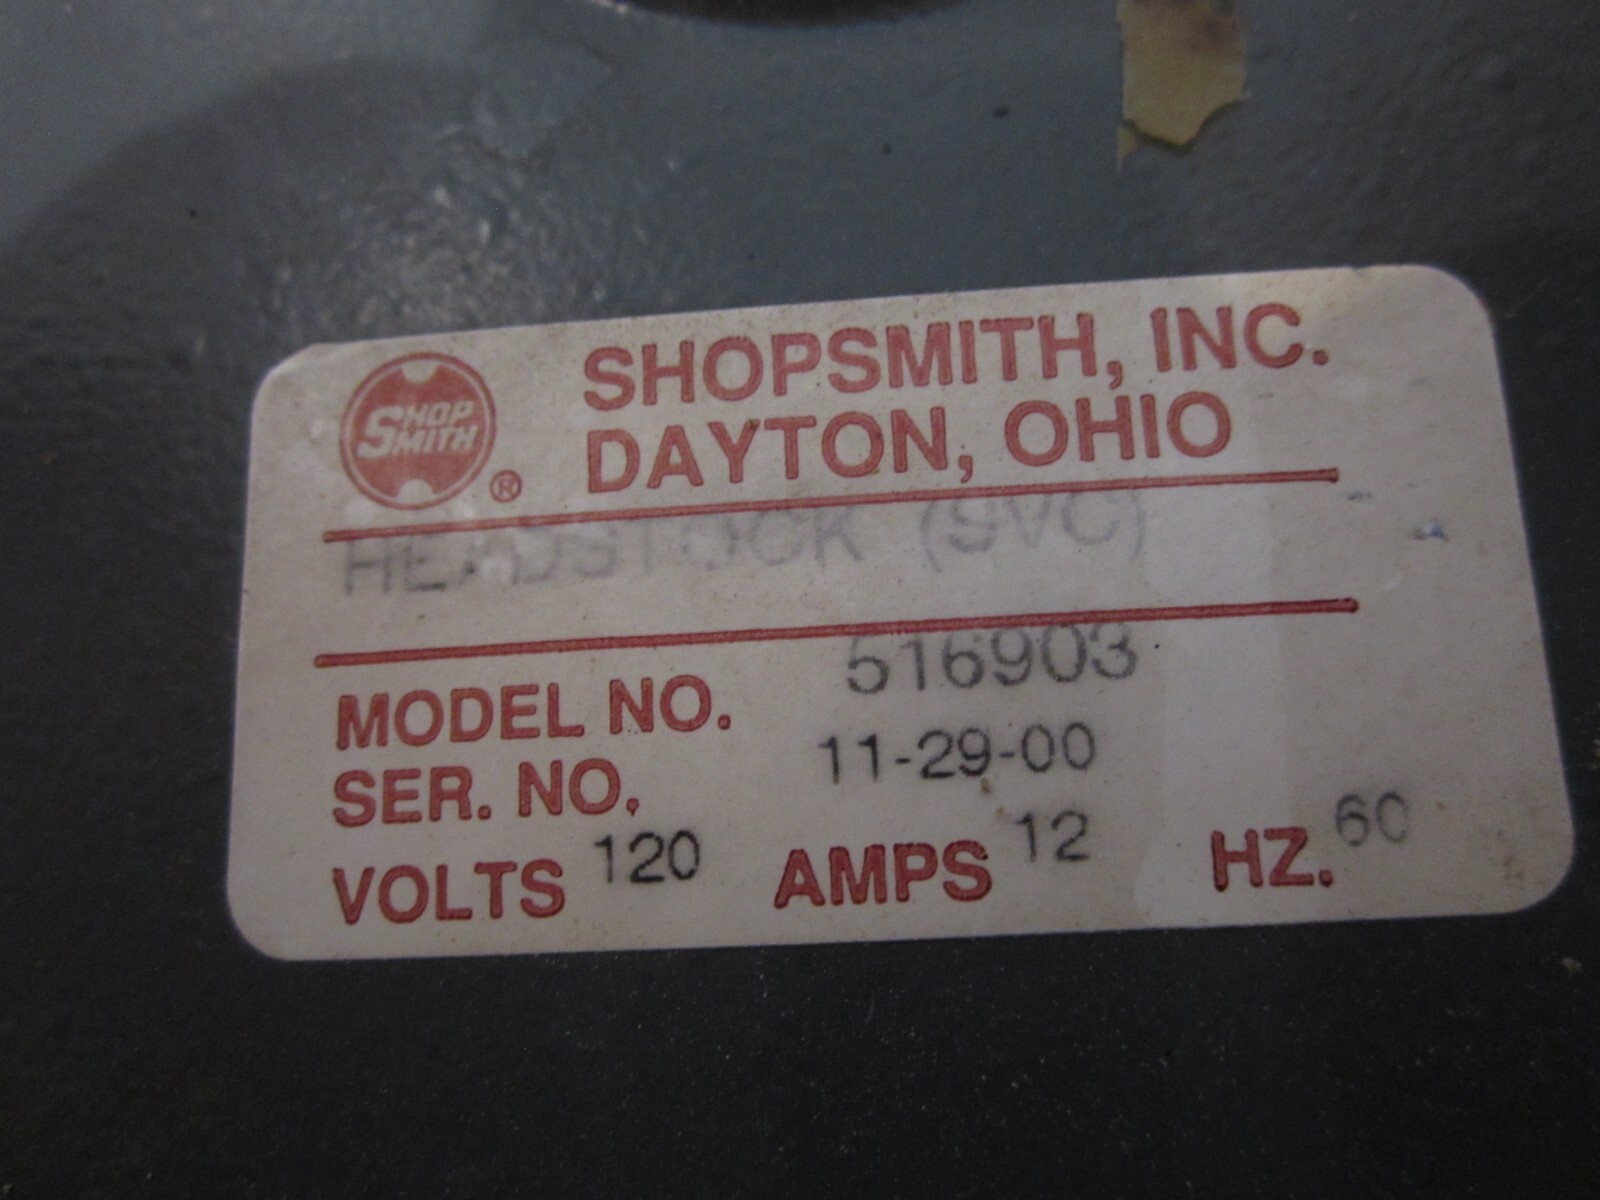 SHOPSMITH, INC.
SHOP
SMITH
®
DAYTON, OHIO
HEADSTOCK (SVC)
MODEL NO. 516903
SER. NO. 11-29-00
VOLTS 120 AMPS 12 HZ. 60